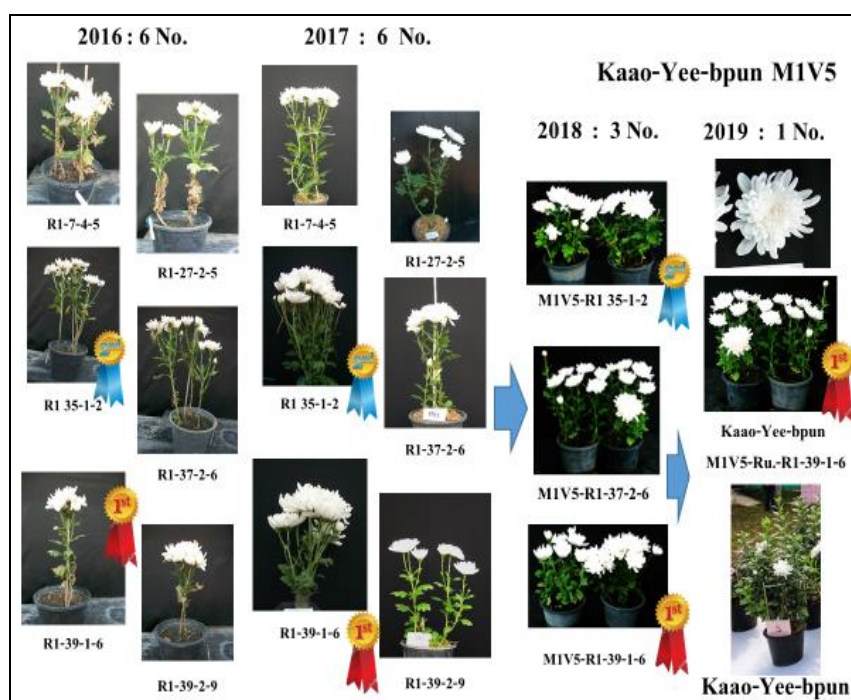 2016 : 6 No.
2017 : 6 No.
Kaao-Yee-bpun M1V5
2018 : 3 No.
2019 : 1 No.
R1-7-4-5
R1-27-2-5
R1 35-1-2
R1-37-2-6
1st
R1-39-1-6
R1-39-2-9
R1-7-4-5
R1-27-2-5
R1 35-1-2
R1-37-2-6
R1-39-1-6
1st
R1-39-2-9
M1V5-R1 35-1-2
M1V5-R1-37-2-6
M1V5-R1-39-1-6
1st
1st
Kaao-Yee-bpun
M1V5-Ru.-R1-39-1-6
Kaao-Yee-bpun